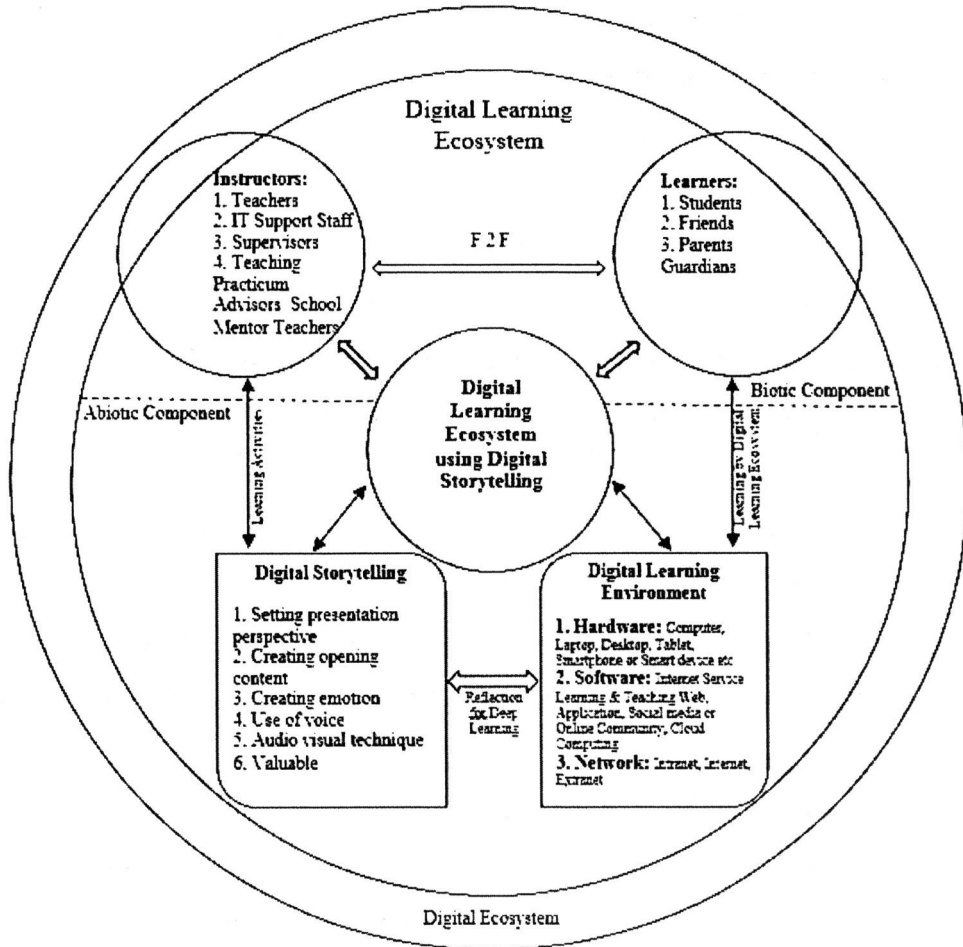 Digital Learning
Ecosystem
Instructors:
1. Teachers
2. IT Support Staff
3. Supervisors
4. Teaching
Practicum
Advisors School
Mentor Teachers
F 2 F
Learners:
1. Students
2. Friends
3. Parents
Guardians
Abiotic Component
Biotic Component
Digital
Learning
Ecosystem
using Digital
Storytelling
Learning Activities
Learning by Digital
Learning Ecosystem
Digital Storytelling
1. Setting presentation
perspective
2. Creating opening
content
3. Creating emotion
4. Use of voice
5. Audio visual technique
6. Valuable
Reflection
for Deep
Learning
Digital Learning
Environment
1. Hardware: Computer,
Laptop, Desktop, Tablet,
Smartphone or Smart device etc
2. Software: Internet Service
Learning & Teaching Web,
Application, Social media or
Online Community, Cloud
Computing
3. Network: Intranet, Internet,
Extranet
Digital Ecosystem